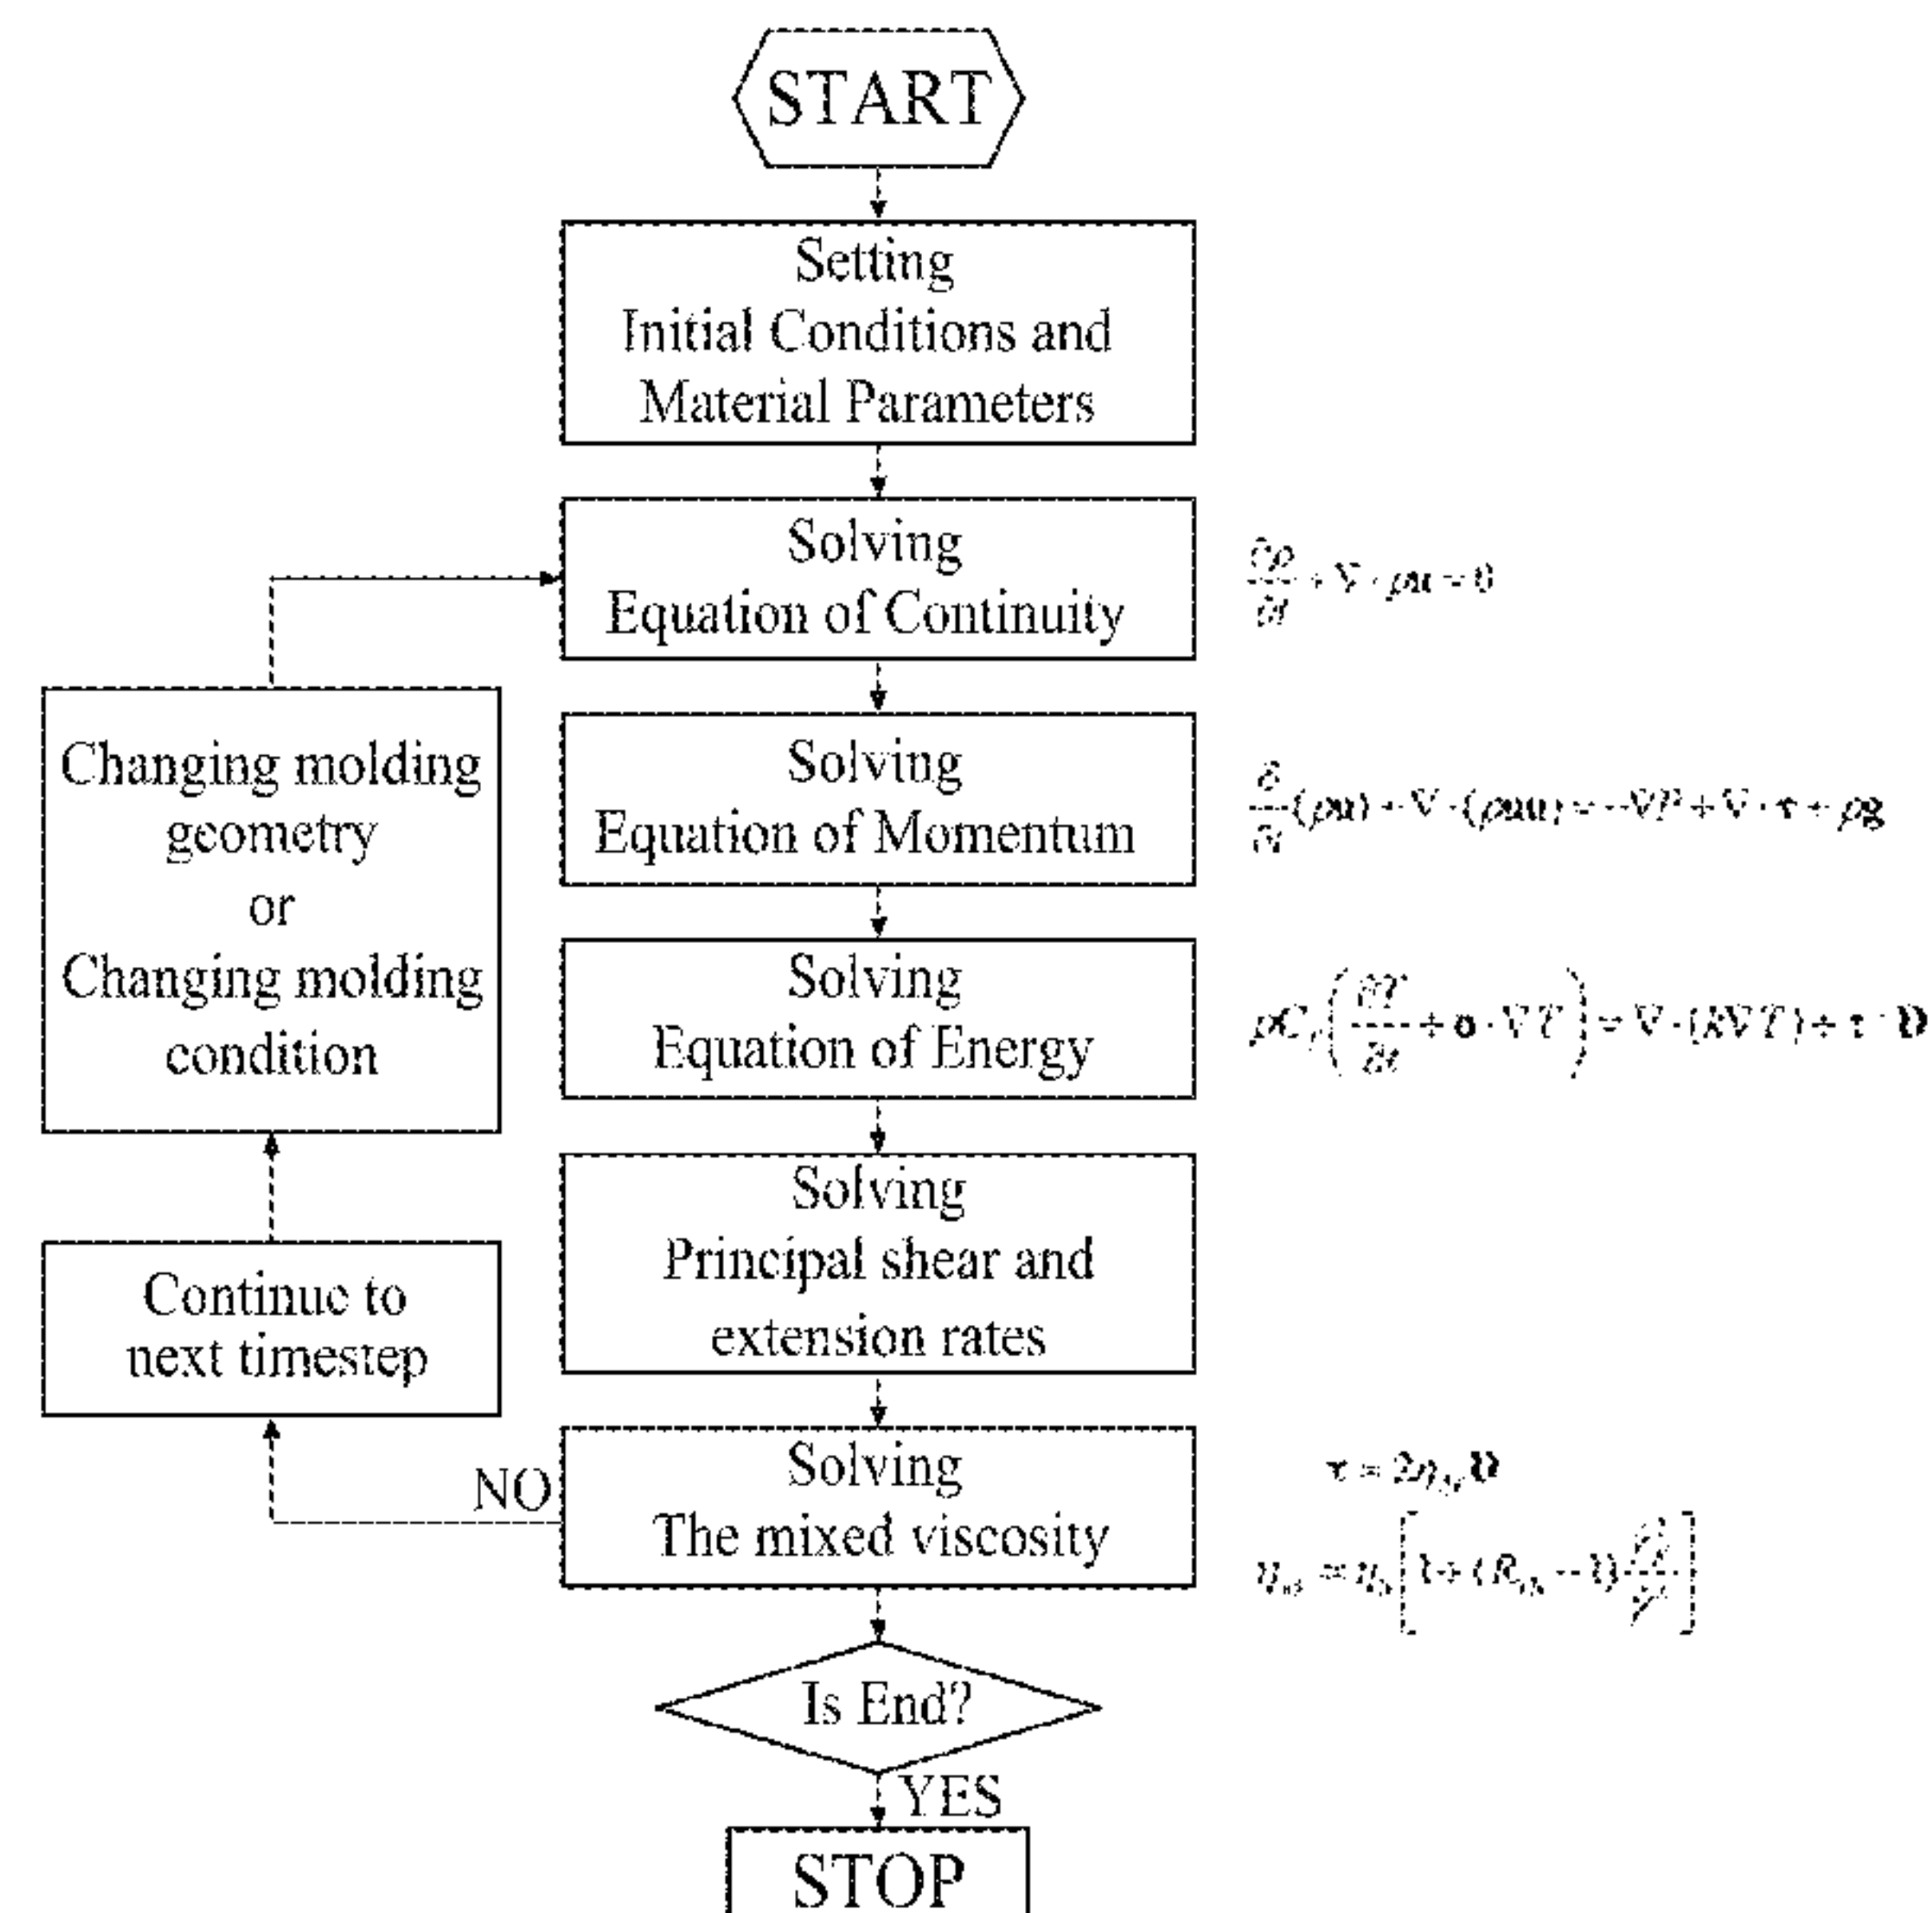 START
Setting
Initial Conditions and
Material Parameters
Solving
Equation of Continuity
Solving
Equation of Momentum
Solving
Equation of Energy
Solving
Principal shear and
extension rates
Solving
The mixed viscosity
NO
Continue to
next timestep
Changing molding
geometry
or
Changing molding
condition
Is End?
YES
STOP